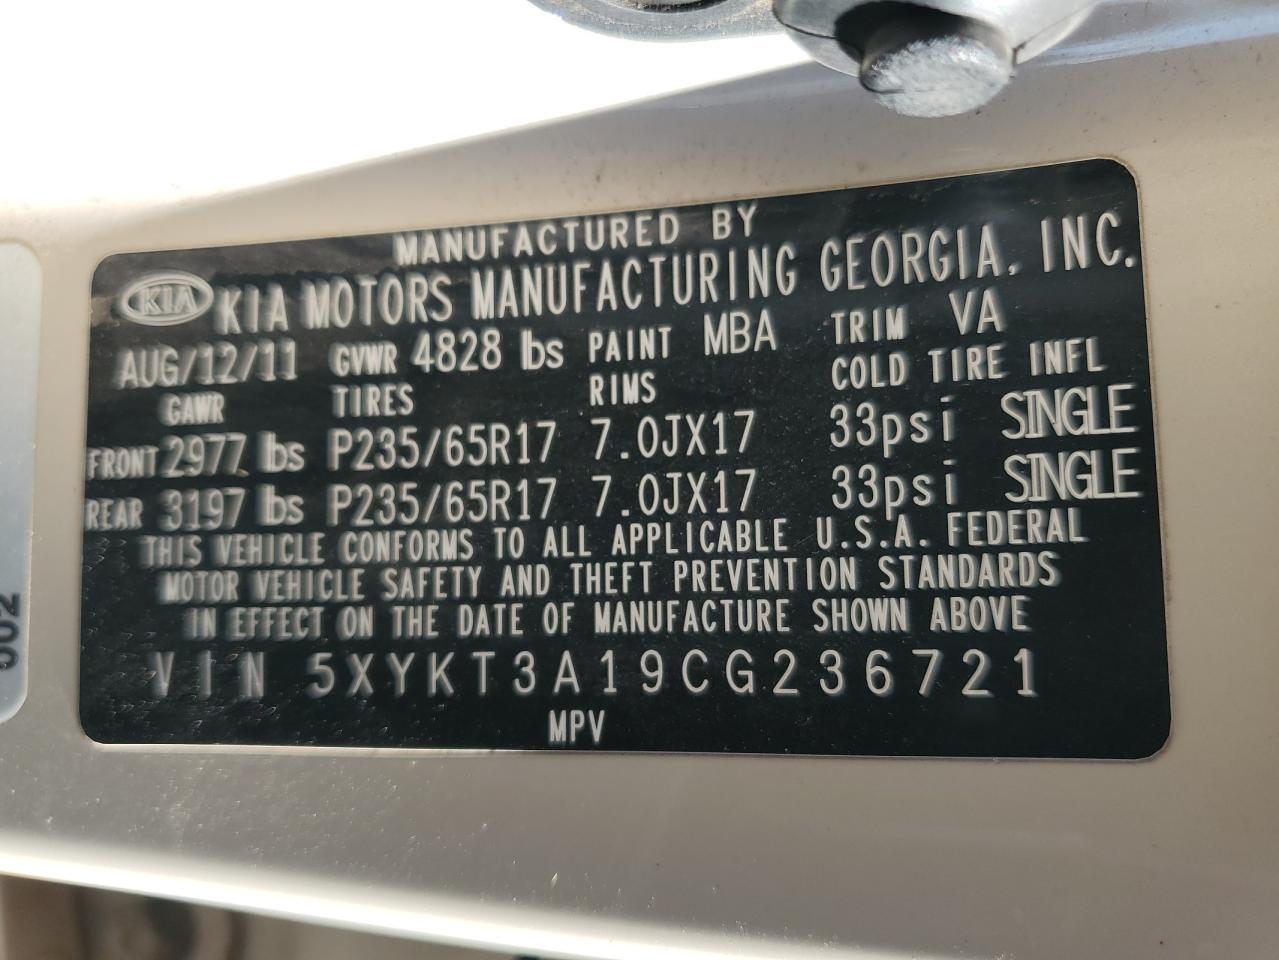 MANUFACTURED BY
KIA KIA MOTORS MANUFACTURING GEORGIA, INC.
AUG/12/11 GVWR 4828 lbs PAINT MBA TRIM VA
GAWR TIRES RIMS COLD TIRE INFL
FRONT 2977 lbs P235/65R17 7.0JX17 33psi SINGLE
REAR 3197 lbs P235/65R17 7.0JX17 33psi SINGLE
THIS VEHICLE CONFORMS TO ALL APPLICABLE U.S.A. FEDERAL
MOTOR VEHICLE SAFETY AND THEFT PREVENTION STANDARDS
IN EFFECT ON THE DATE OF MANUFACTURE SHOWN ABOVE
VIN 5XYKT3A19CG236721
MPV